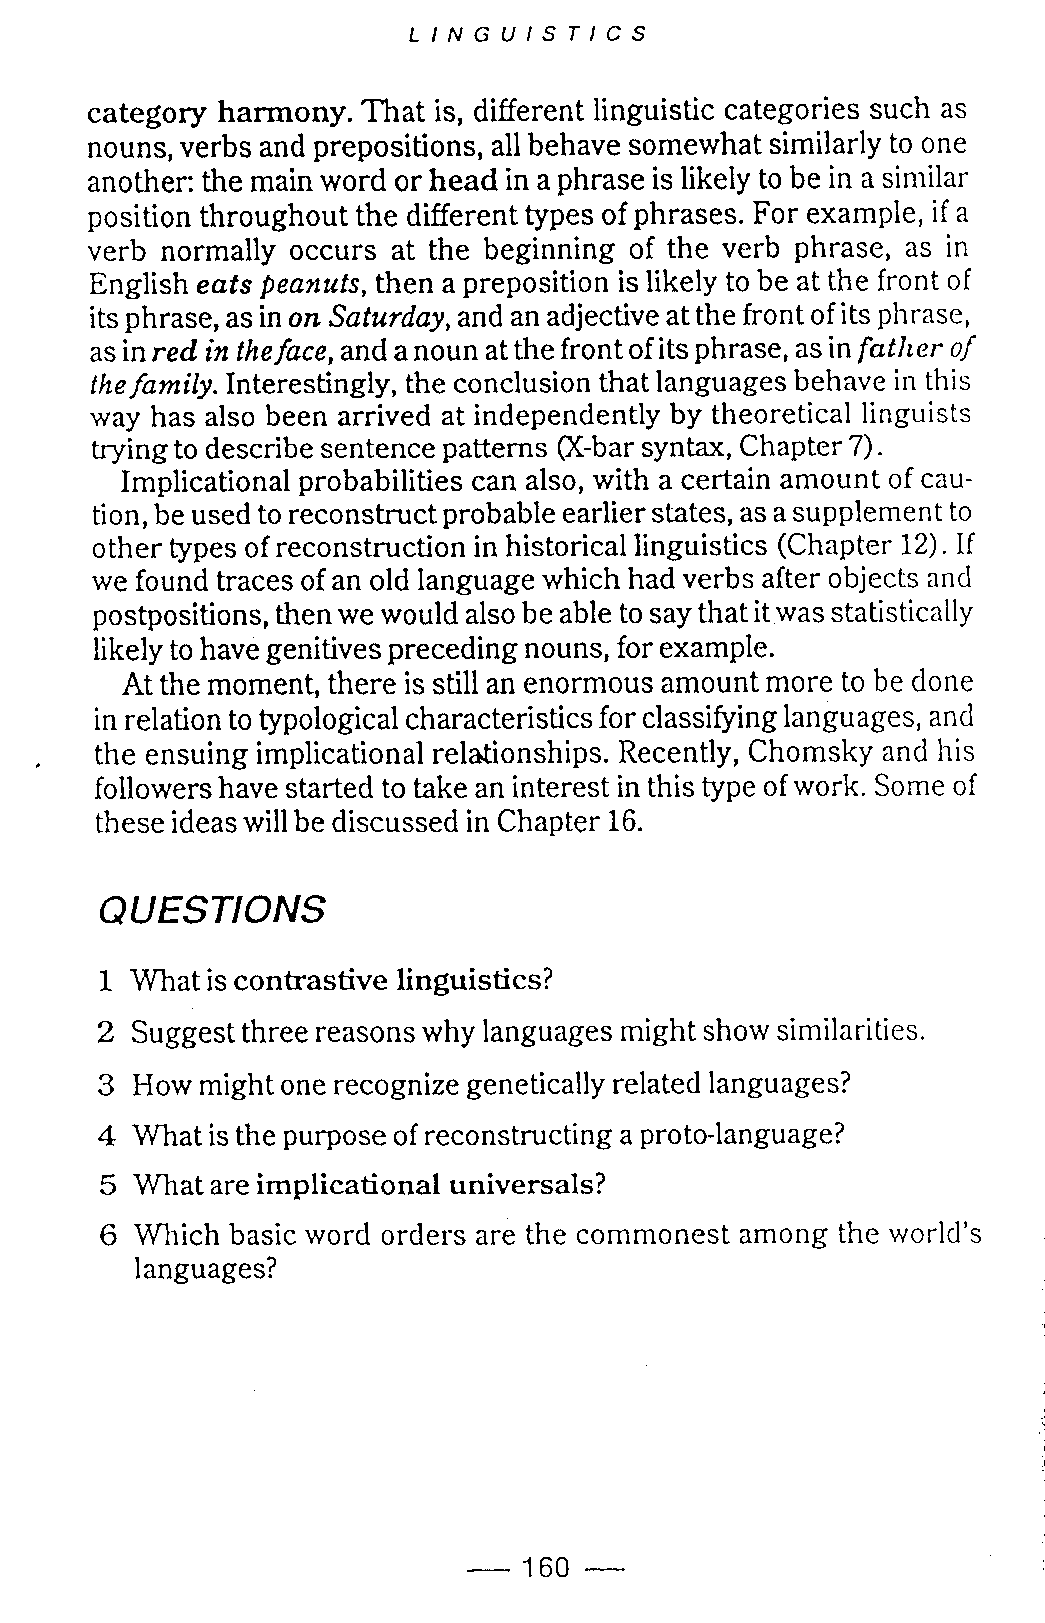 LINGUISTICS
category harmony. That is, different linguistic categories such as
nouns, verbs and prepositions, all behave somewhat similarly to one
another: the main word or head in a phrase is likely to be in a similar
position throughout the different types of phrases. For example, if a
verb normally occurs at the beginning of the verb phrase, as in
English eats peanuts, then a preposition is likely to be at the front of
its phrase, as in on Saturday, and an adjective at the front of its phrase,
as in red in the face, and a noun at the front of its phrase, as in father of
the family. Interestingly, the conclusion that languages behave in this
way has also been arrived at independently by theoretical linguists
trying to describe sentence patterns (X-bar syntax, Chapter 7).
Implicational probabilities can also, with a certain amount of cau-
tion, be used to reconstruct probable earlier states, as a supplement to
other types of reconstruction in historical linguistics (Chapter 12). If
we found traces of an old language which had verbs after objects and
postpositions, then we would also be able to say that it was statistically
likely to have genitives preceding nouns, for example.
At the moment, there is still an enormous amount more to be done
in relation to typological characteristics for classifying languages, and
the ensuing implicational relationships. Recently, Chomsky and his
followers have started to take an interest in this type of work. Some of
these ideas will be discussed in Chapter 16.
QUESTIONS
1 What is contrastive linguistics?
2 Suggest three reasons why languages might show similarities.
3 How might one recognize genetically related languages?
4 What is the purpose of reconstructing a proto-language?
5 What are implicational universals?
6 Which basic word orders are the commonest among the world's
languages?
— 160 —